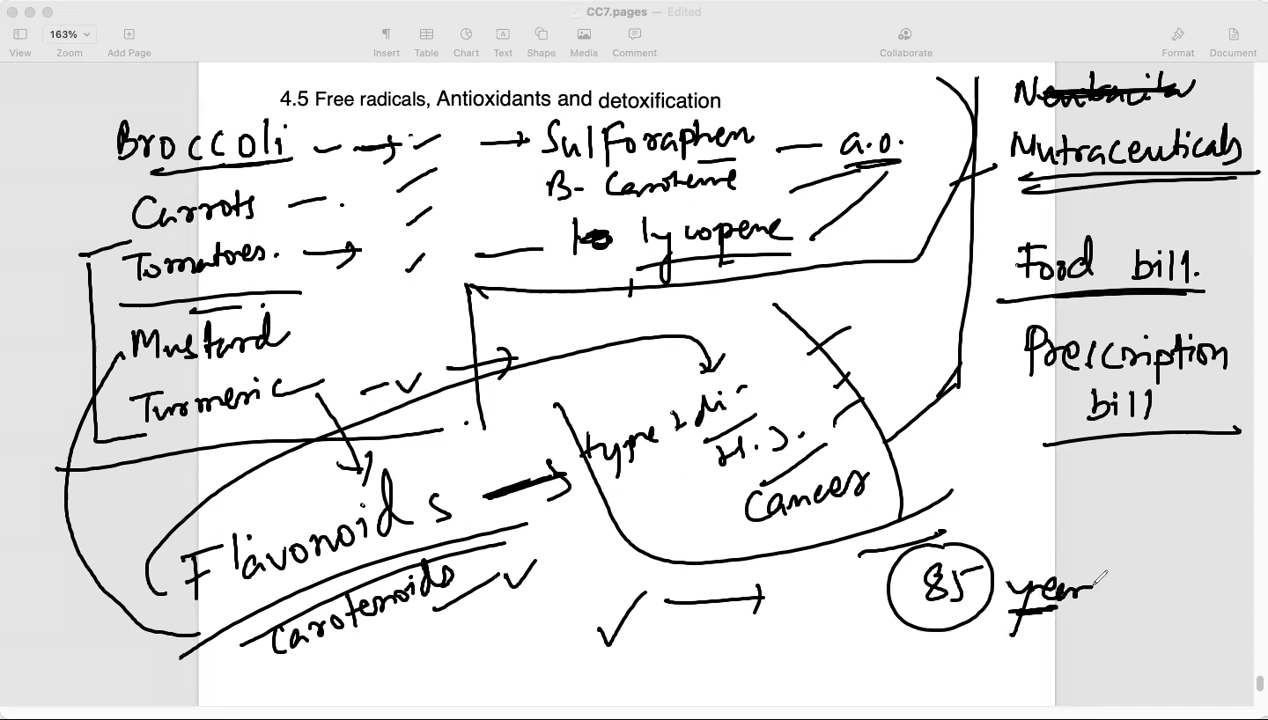 CC7.pages — Edited
163%
View Zoom Add Page Insert Table Chart Text Shape Media Comment Collaborate Format Document
4.5 Free radicals, Antioxidants and detoxification
Broccoli Sulforaphen a.o.
B- Carotene
Carrots
Tomatoes. lycopene
Mustard
Turmeric
type 2 di
H.D.
Cancer
Flavonoids
Carotenoids
85 year
Nutraceuticals
Food bill.
Prescription
bill